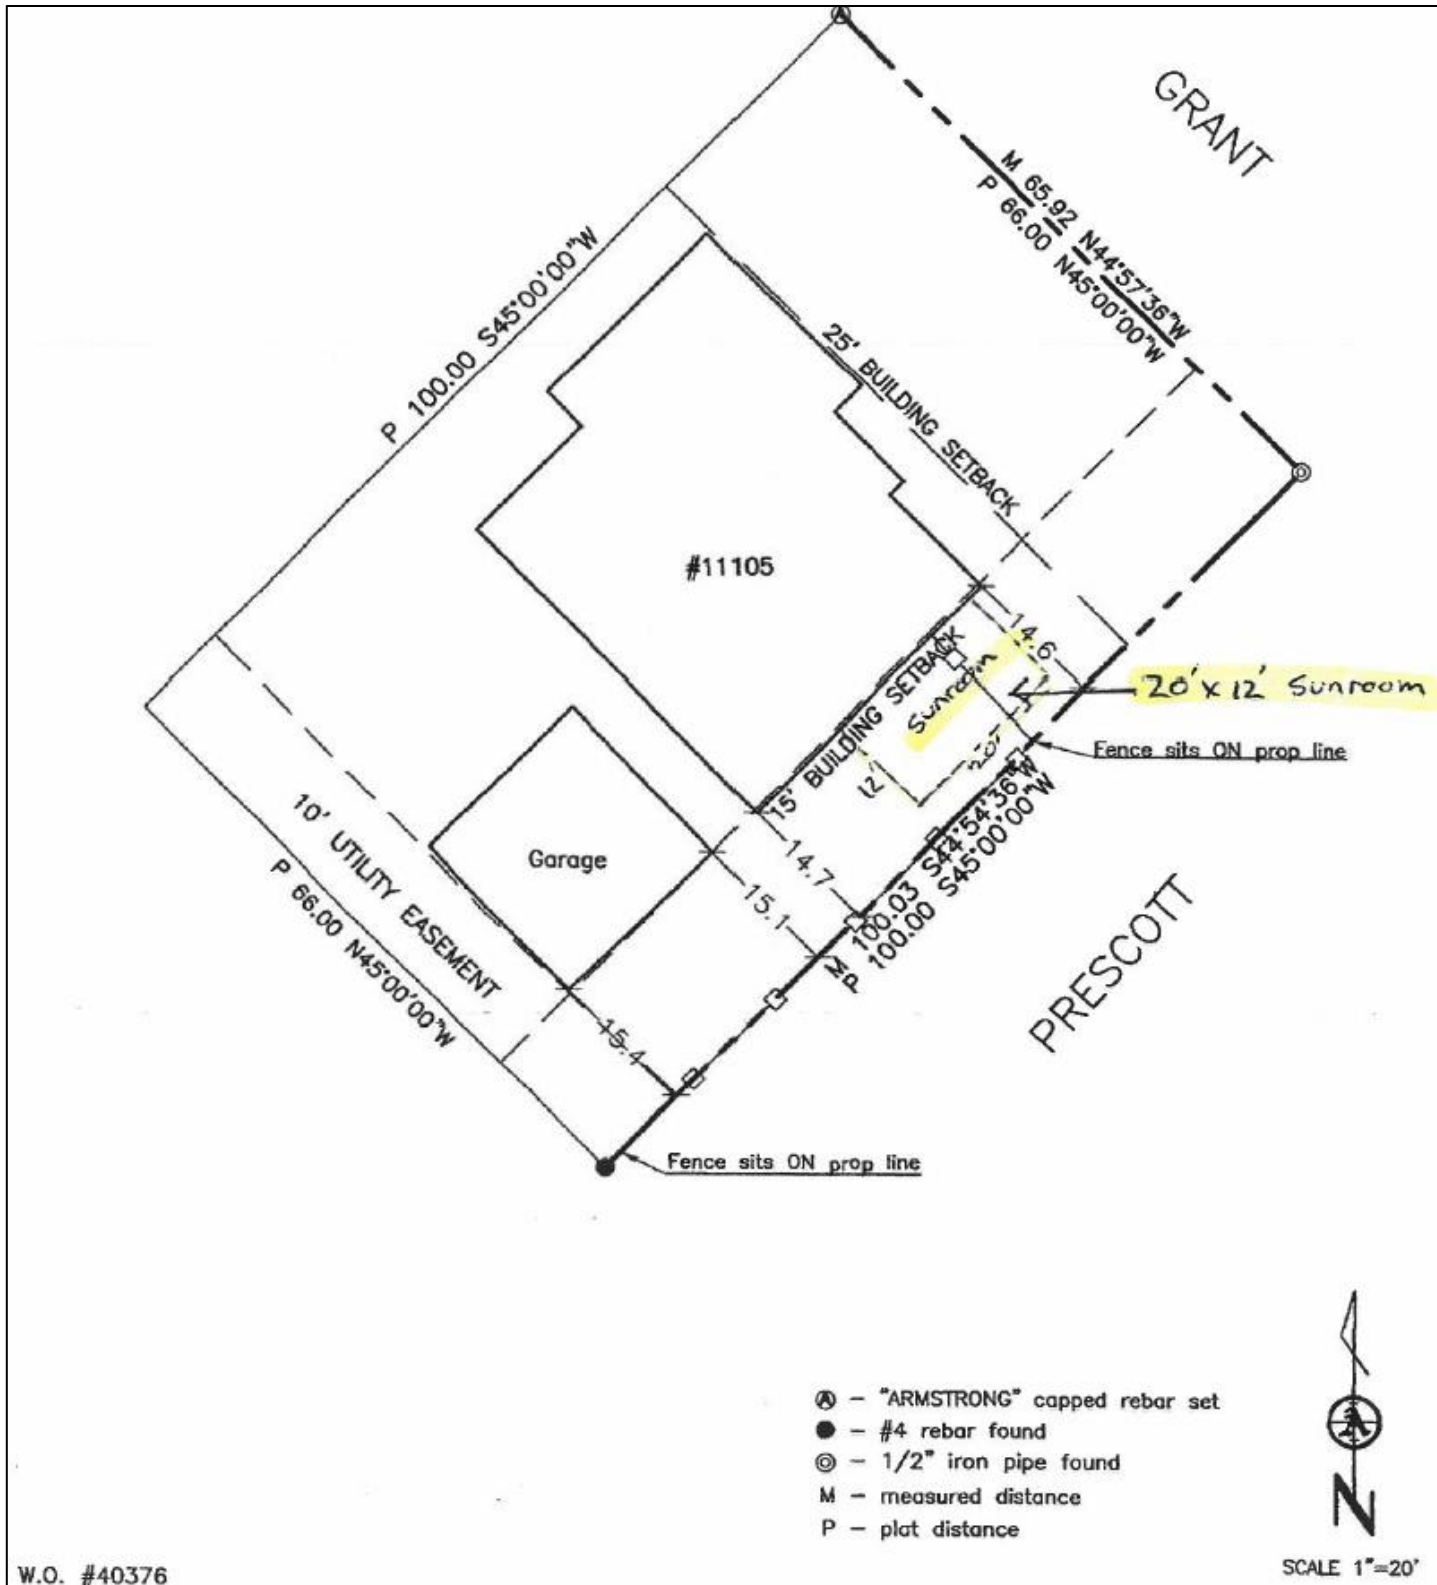 GRANT
M 65.92 N44°57'36"W
P 66.00 N45°00'00"W
P 100.00 S45°00'00"W
25' BUILDING SETBACK
#11105
14.6
Sunroom
20' x 12' Sunroom
20'
12'
15' BUILDING SETBACK
Fence sits ON prop line
10' UTILITY EASEMENT
Garage
P 66.00 N45°00'00"W
14.7
15.1
M 100.03 S44°54'36"W
P 100.00 S45°00'00"W
PRESCOTT
15.4
Fence sits ON prop line
A - "ARMSTRONG" capped rebar set
- #4 rebar found
- 1/2" iron pipe found
M - measured distance
P - plat distance
A
N
SCALE 1"=20'
W.O. #40376